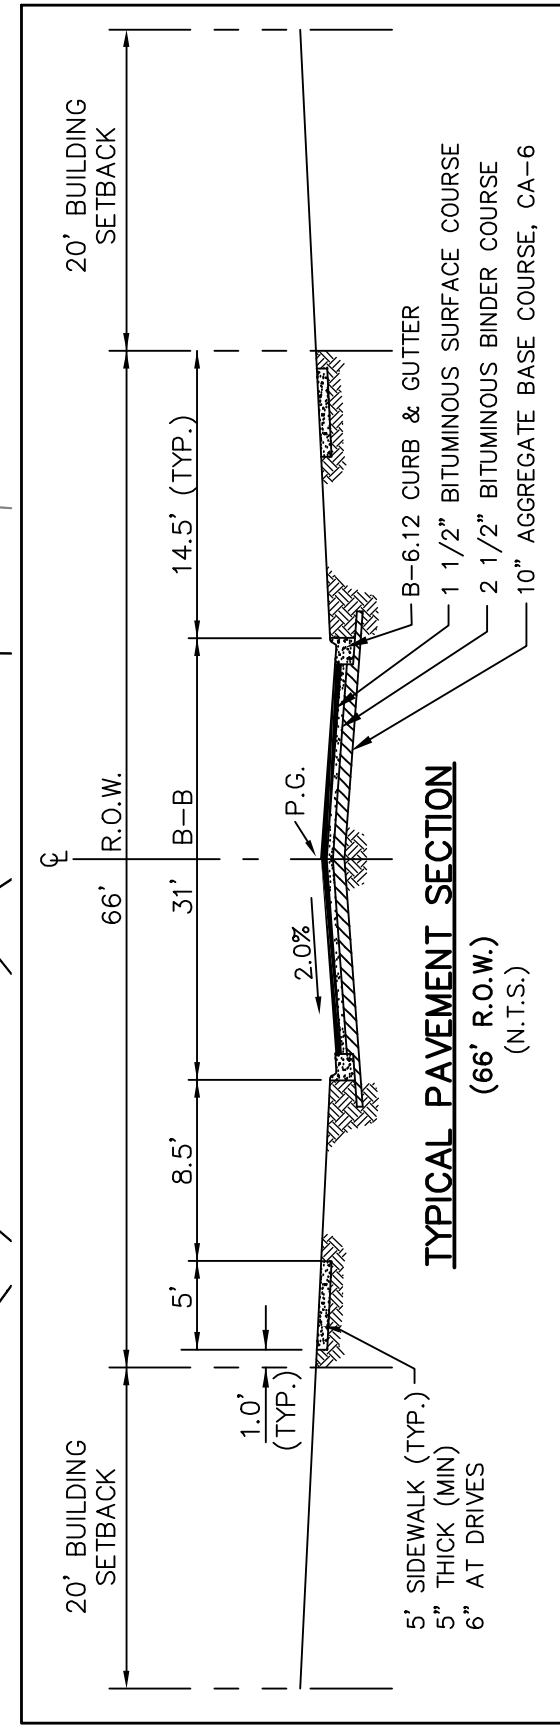 20' BUILDING
SETBACK
℄
66' R.O.W.
20' BUILDING
SETBACK
1.0'
(TYP.)
5'
8.5'
31' B-B
14.5' (TYP.)
2.0%
P.G.
5' SIDEWALK (TYP.)
5" THICK (MIN)
6" AT DRIVES
B-6.12 CURB & GUTTER
1 1/2" BITUMINOUS SURFACE COURSE
2 1/2" BITUMINOUS BINDER COURSE
10" AGGREGATE BASE COURSE, CA-6
TYPICAL PAVEMENT SECTION
(66' R.O.W.)
(N.T.S.)